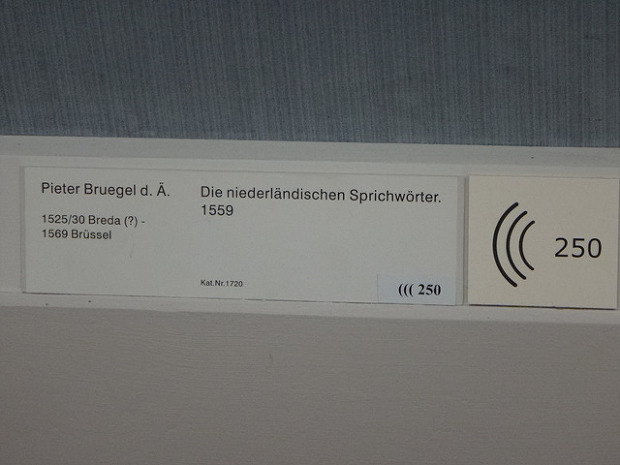 Pieter Bruegel d. Ä.
1525/30 Breda (?) -
1569 Brüssel
Die niederländischen Sprichwörter.
1559
Kat.Nr.1720
((( 250
250